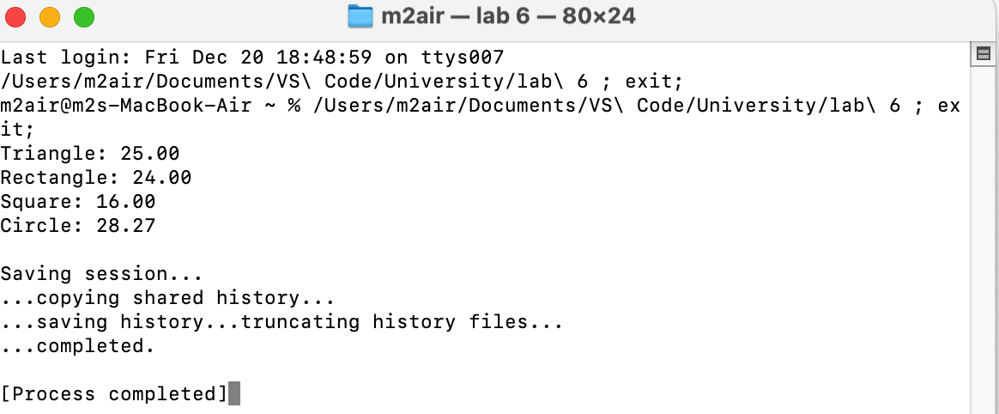 m2air — lab 6 — 80×24
Last login: Fri Dec 20 18:48:59 on ttys007
/Users/m2air/Documents/VS\ Code/University/lab\ 6 ; exit;
m2air@m2s-MacBook-Air ~ % /Users/m2air/Documents/VS\ Code/University/lab\ 6 ; ex
it;
Triangle: 25.00
Rectangle: 24.00
Square: 16.00
Circle: 28.27
Saving session...
...copying shared history...
...saving history...truncating history files...
...completed.
[Process completed]